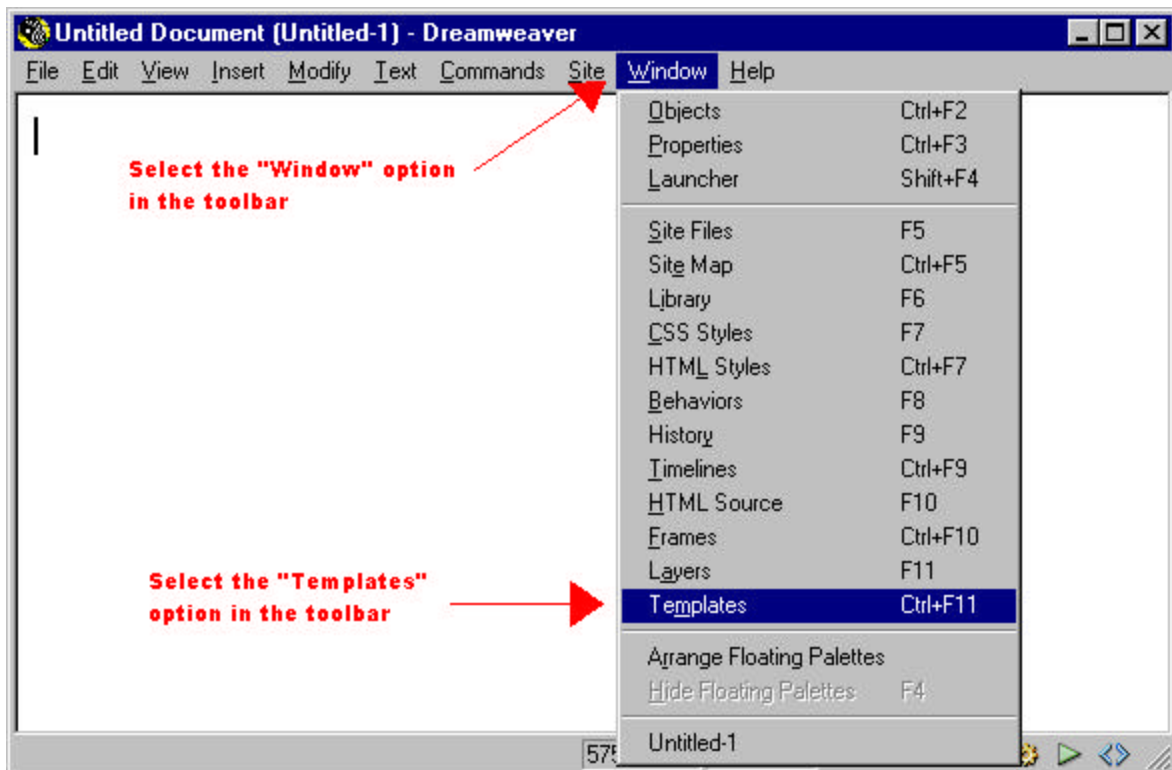 Untitled Document (Untitled-1) - Dreamweaver
File Edit View Insert Modify Text Commands Site Window Help
Select the "Window" option
in the toolbar
Objects Ctrl+F2
Properties Ctrl+F3
Launcher Shift+F4
Site Files F5
Site Map Ctrl+F5
Library F6
CSS Styles F7
HTML Styles Ctrl+F7
Behaviors F8
History F9
Timelines Ctrl+F9
HTML Source F10
Frames Ctrl+F10
Layers F11
Select the "Templates"
option in the toolbar
Templates Ctrl+F11
Arrange Floating Palettes
Hide Floating Palettes F4
Untitled-1